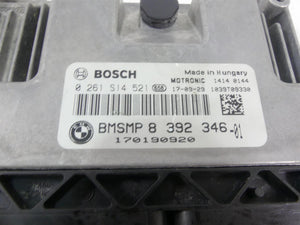 BOSCH
Made in Hungary
MOTRONIC 1414 0144
0 261 S14 521
17-09-29 1039T09330
BMSMP 8 392 346-01
170190920